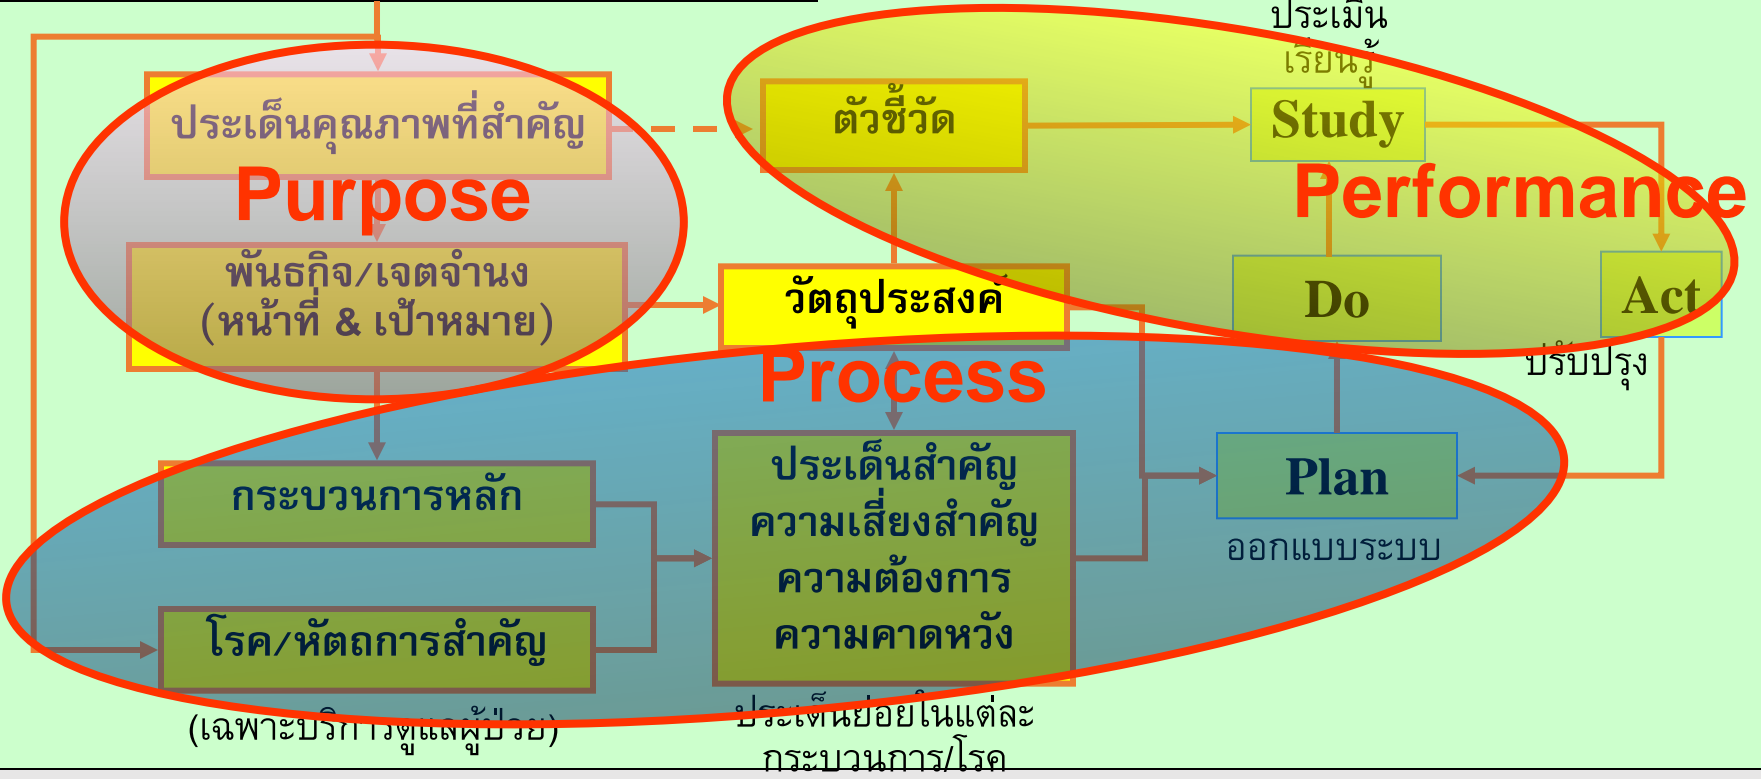 ประเมิน
เรียนรู้
ประเด็นคุณภาพที่สำคัญ
ตัวชี้วัด
Study
Purpose
Performance
พันธกิจ/เจตจำนง
(หน้าที่ & เป้าหมาย)
วัตถุประสงค์
Do
Act
ปรับปรุง
Process
กระบวนการหลัก
ประเด็นสำคัญ
ความเสี่ยงสำคัญ
ความต้องการ
ความคาดหวัง
Plan
ออกแบบระบบ
โรค/หัตถการสำคัญ
(เฉพาะบริการดูแลผู้ป่วย)
ประเด็นย่อยในแต่ละ
กระบวนการ/โรค